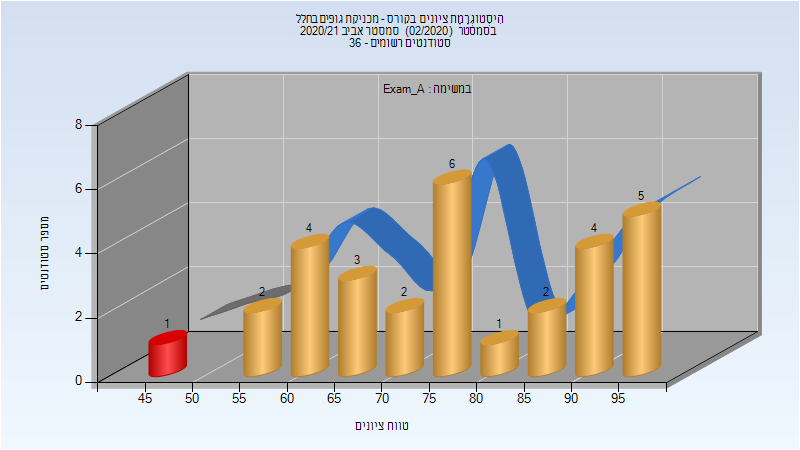 היסטוגרמת ציונים בקורס - מכניקת גופים בחלל
בסמסטר (02/2020) סמסטר אביב 2020/21
סטודנטים רשומים - 36
במשימה : Exam_A
מספר סטודנטים
8
6
4
2
0
1
2
4
3
2
6
1
2
4
5
45 50 55 60 65 70 75 80 85 90 95
טווח ציונים